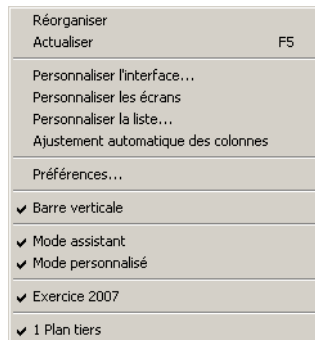 Réorganiser
Actualiser F5
Personnaliser l'interface...
Personnaliser les écrans
Personnaliser la liste...
Ajustement automatique des colonnes
Préférences...
Barre verticale
Mode assistant
Mode personnalisé
Exercice 2007
1 Plan tiers